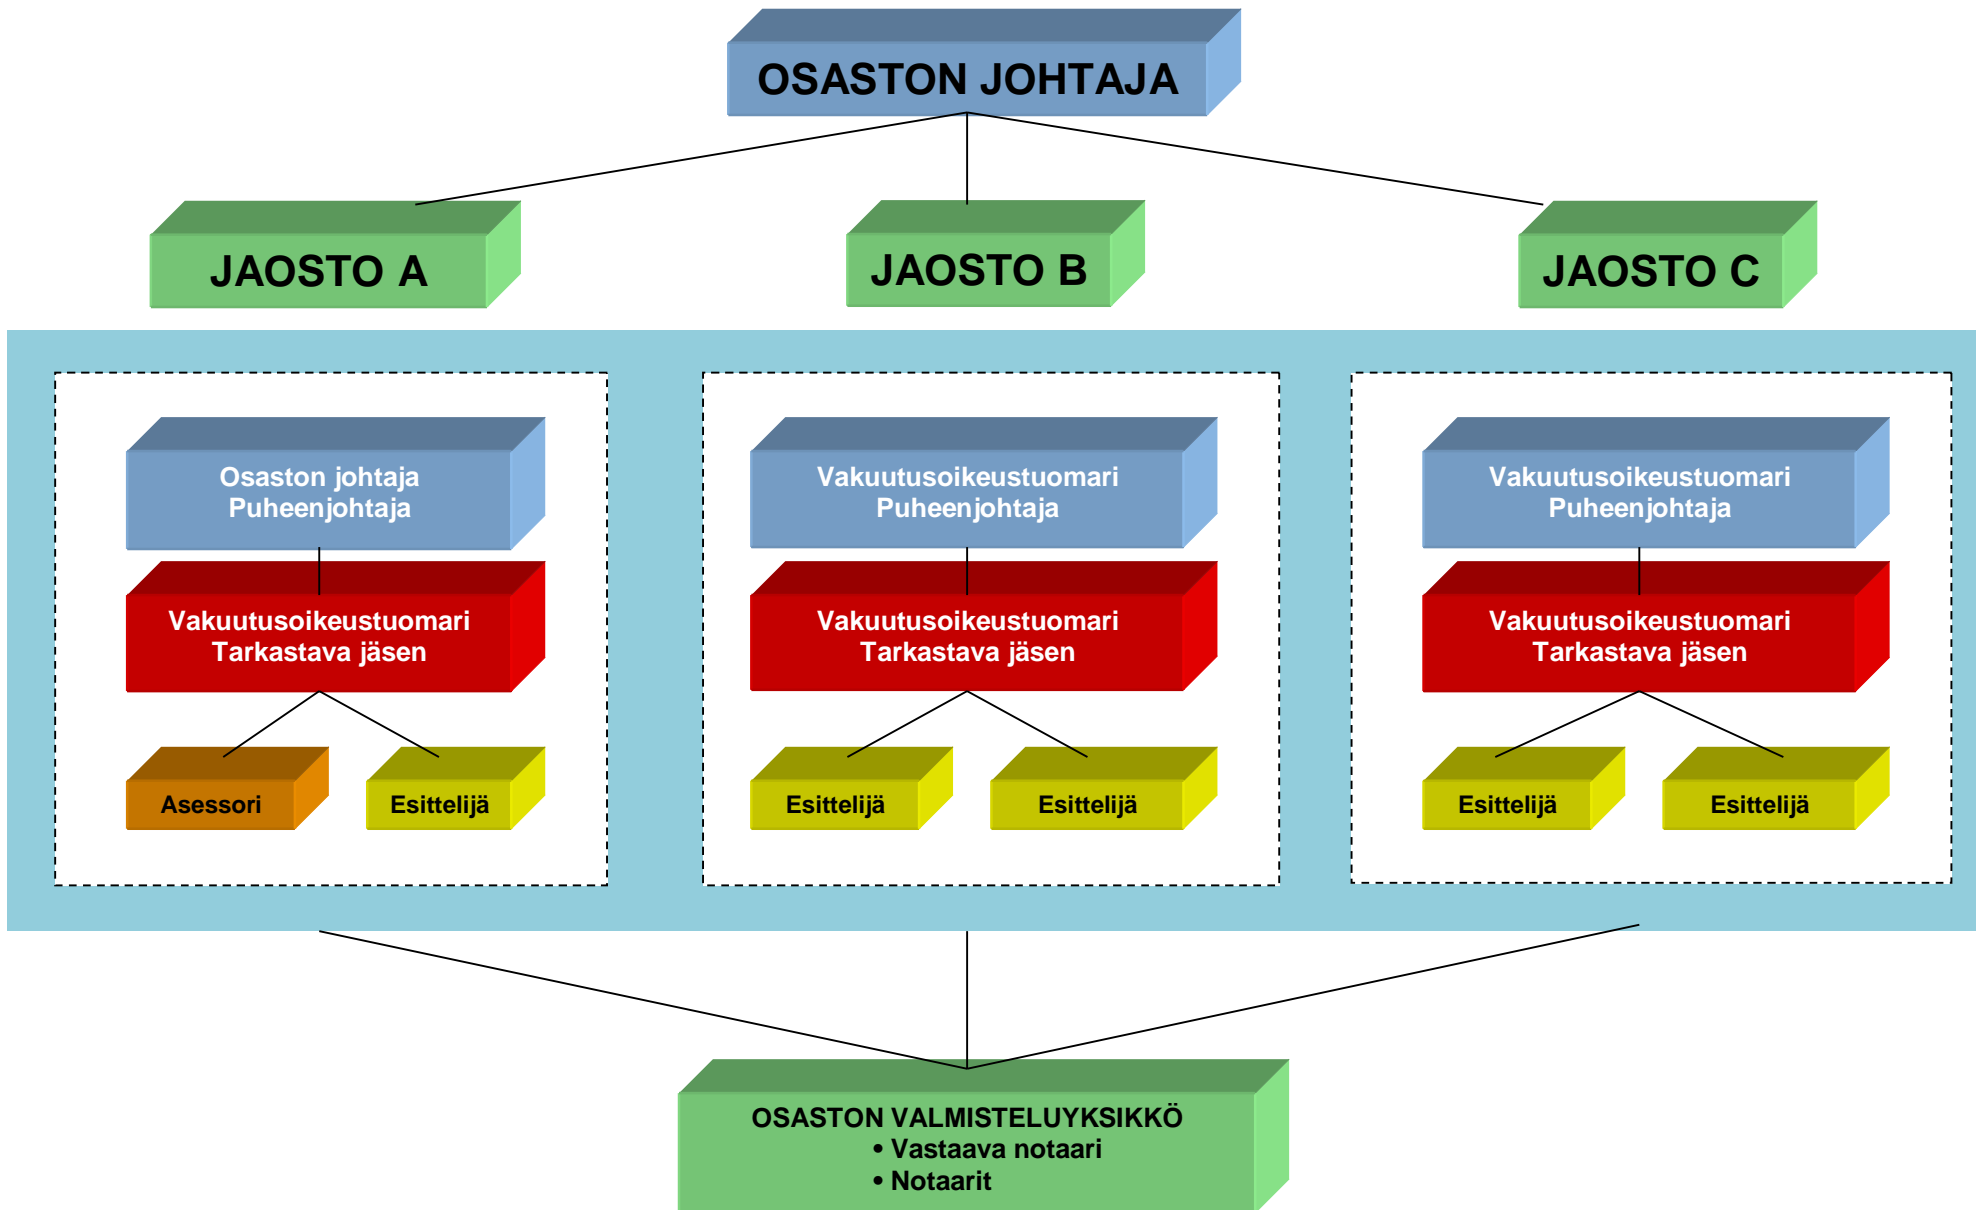 OSASTON JOHTAJA
JAOSTO A
JAOSTO B
JAOSTO C
Osaston johtaja
Puheenjohtaja
Vakuutusoikeustuomari
Tarkastava jäsen
Asessori
Esittelijä
Vakuutusoikeustuomari
Puheenjohtaja
Vakuutusoikeustuomari
Tarkastava jäsen
Esittelijä
Esittelijä
Vakuutusoikeustuomari
Puheenjohtaja
Vakuutusoikeustuomari
Tarkastava jäsen
Esittelijä
Esittelijä
OSASTON VALMISTELUYKSIKKÖ
• Vastaava notaari
• Notaarit